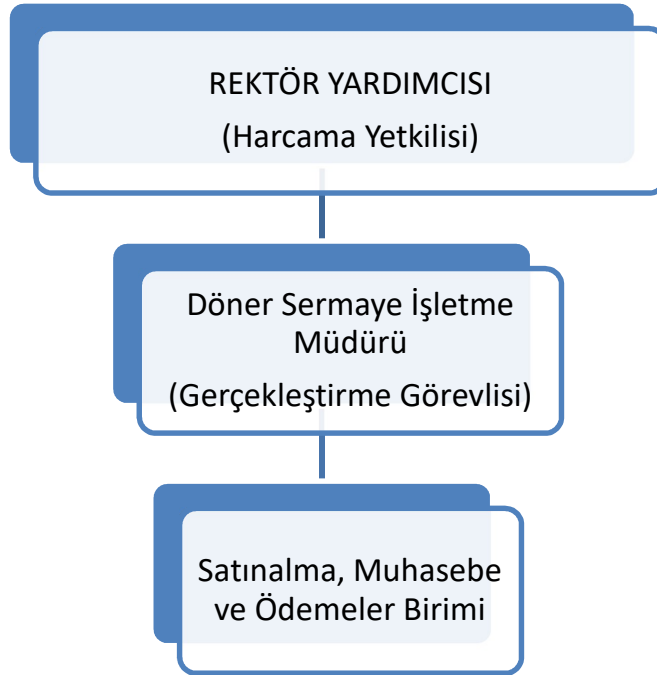 REKTÖR YARDIMCISI
(Harcama Yetkilisi)
Döner Sermaye İşletme
Müdürü
(Gerçekleştirme Görevlisi)
Satınalma, Muhasebe
ve Ödemeler Birimi